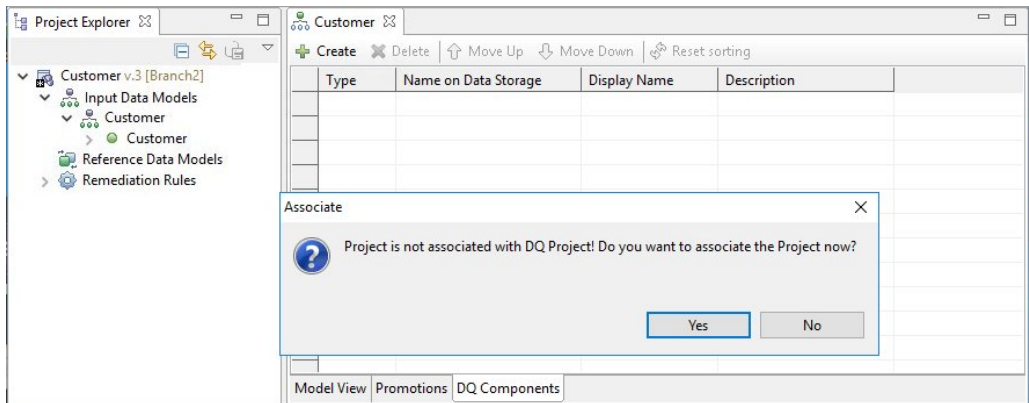 Project Explorer
Customer v.3 [Branch2]
Input Data Models
Customer
Customer
Reference Data Models
Remediation Rules
Customer
Create Delete Move Up Move Down Reset sorting
Type Name on Data Storage Display Name Description
Associate
Project is not associated with DQ Project! Do you want to associate the Project now?
Yes No
Model View Promotions DQ Components